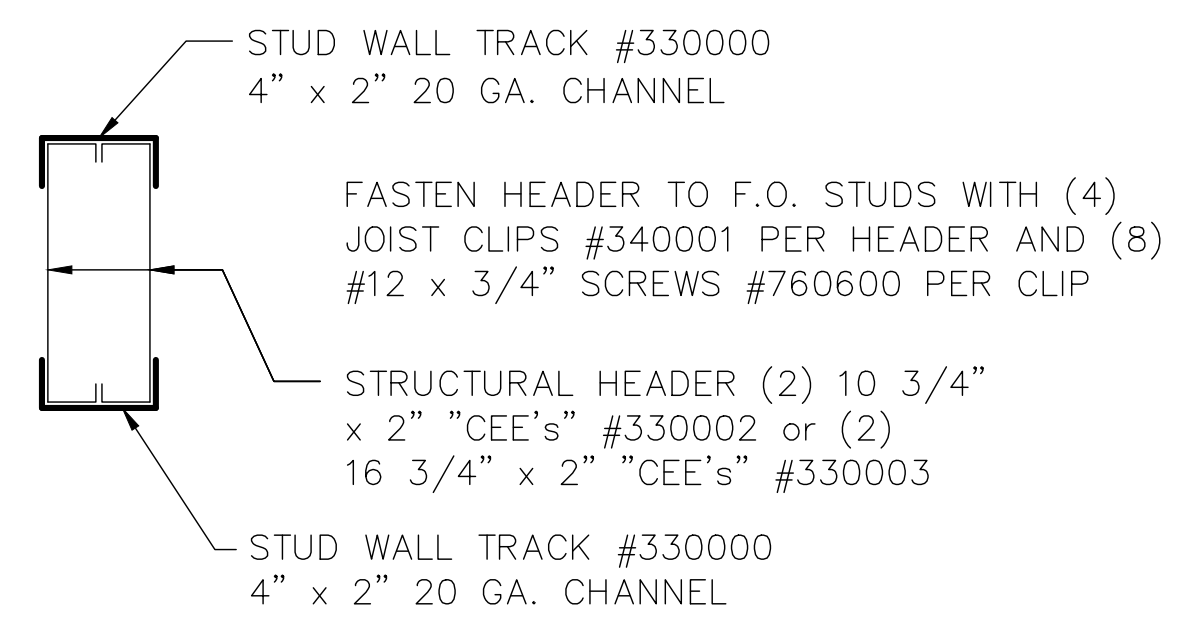 STUD WALL TRACK #330000
4” x 2” 20 GA. CHANNEL
FASTEN HEADER TO F.O. STUDS WITH (4)
JOIST CLIPS #340001 PER HEADER AND (8)
#12 x 3/4” SCREWS #760600 PER CLIP
STRUCTURAL HEADER (2) 10 3/4”
x 2” ”CEE's” #330002 or (2)
16 3/4” x 2” ”CEE's” #330003
STUD WALL TRACK #330000
4” x 2” 20 GA. CHANNEL